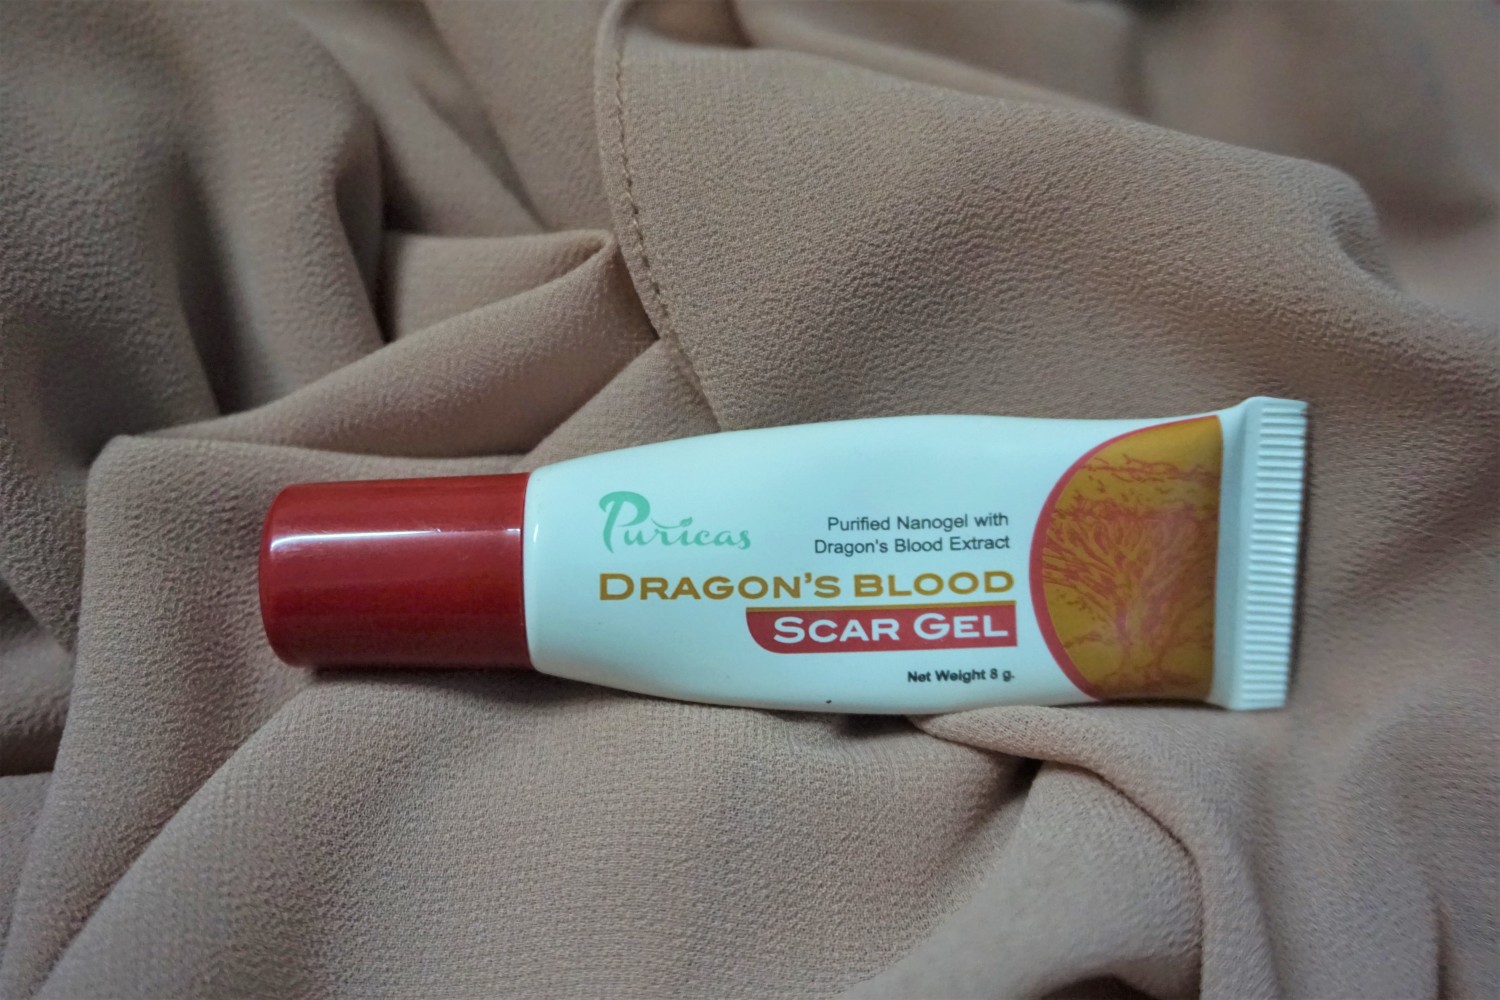 Puricas
Purified Nanogel with
Dragon's Blood Extract
DRAGON'S BLOOD
SCAR GEL
Net Weight 8 g.